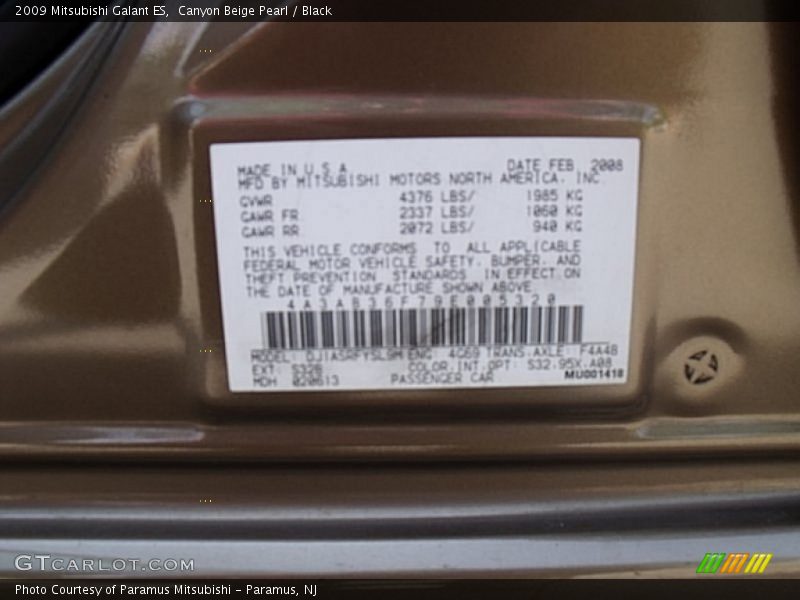 2009 Mitsubishi Galant ES, Canyon Beige Pearl / Black
MADE IN U.S.A. DATE FEB 2008
MFD BY MITSUBISHI MOTORS NORTH AMERICA, INC.
GVWR 4376 LBS/ 1985 KG
GAWR FR 2337 LBS/ 1060 KG
GAWR RR 2072 LBS/ 940 KG
THIS VEHICLE CONFORMS TO ALL APPLICABLE
FEDERAL MOTOR VEHICLE SAFETY, BUMPER, AND
THEFT PREVENTION STANDARDS IN EFFECT ON
THE DATE OF MANUFACTURE SHOWN ABOVE.
4A3AB36F79E005320
MODEL: DJ1ASRFYSL9M ENG: 4G69 TRANS.AXLE: F4A4B
EXT: S32B COLOR.INT.OPT: S32.95X.A08
MDH 020613 PASSENGER CAR MU001418
GTCARLOT.COM
Photo Courtesy of Paramus Mitsubishi - Paramus, NJ